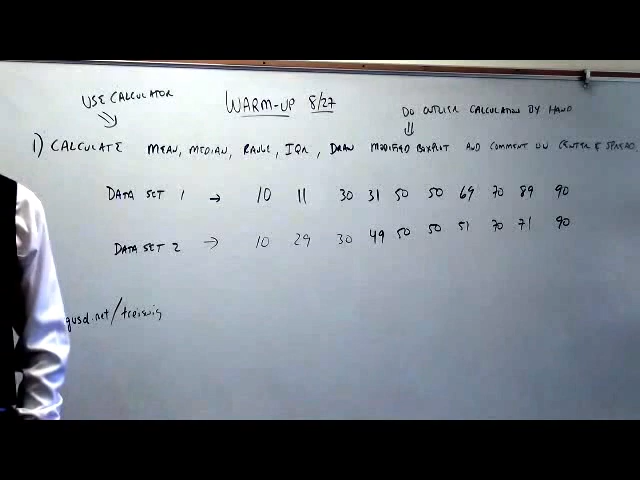 USE CALCULATOR
WARM-UP 8/27
DO OUTLIER CALCULATION BY HAND
1) CALCULATE MEAN, MEDIAN, RANGE, IQR, DRAW MODIFIED BOXPLOT AND COMMENT ON CENTER & SPREAD.
DATA SET 1 → 10 11 30 31 50 50 69 70 89 90
DATA SET 2 → 10 29 30 49 50 50 51 70 71 90
gusd.net/